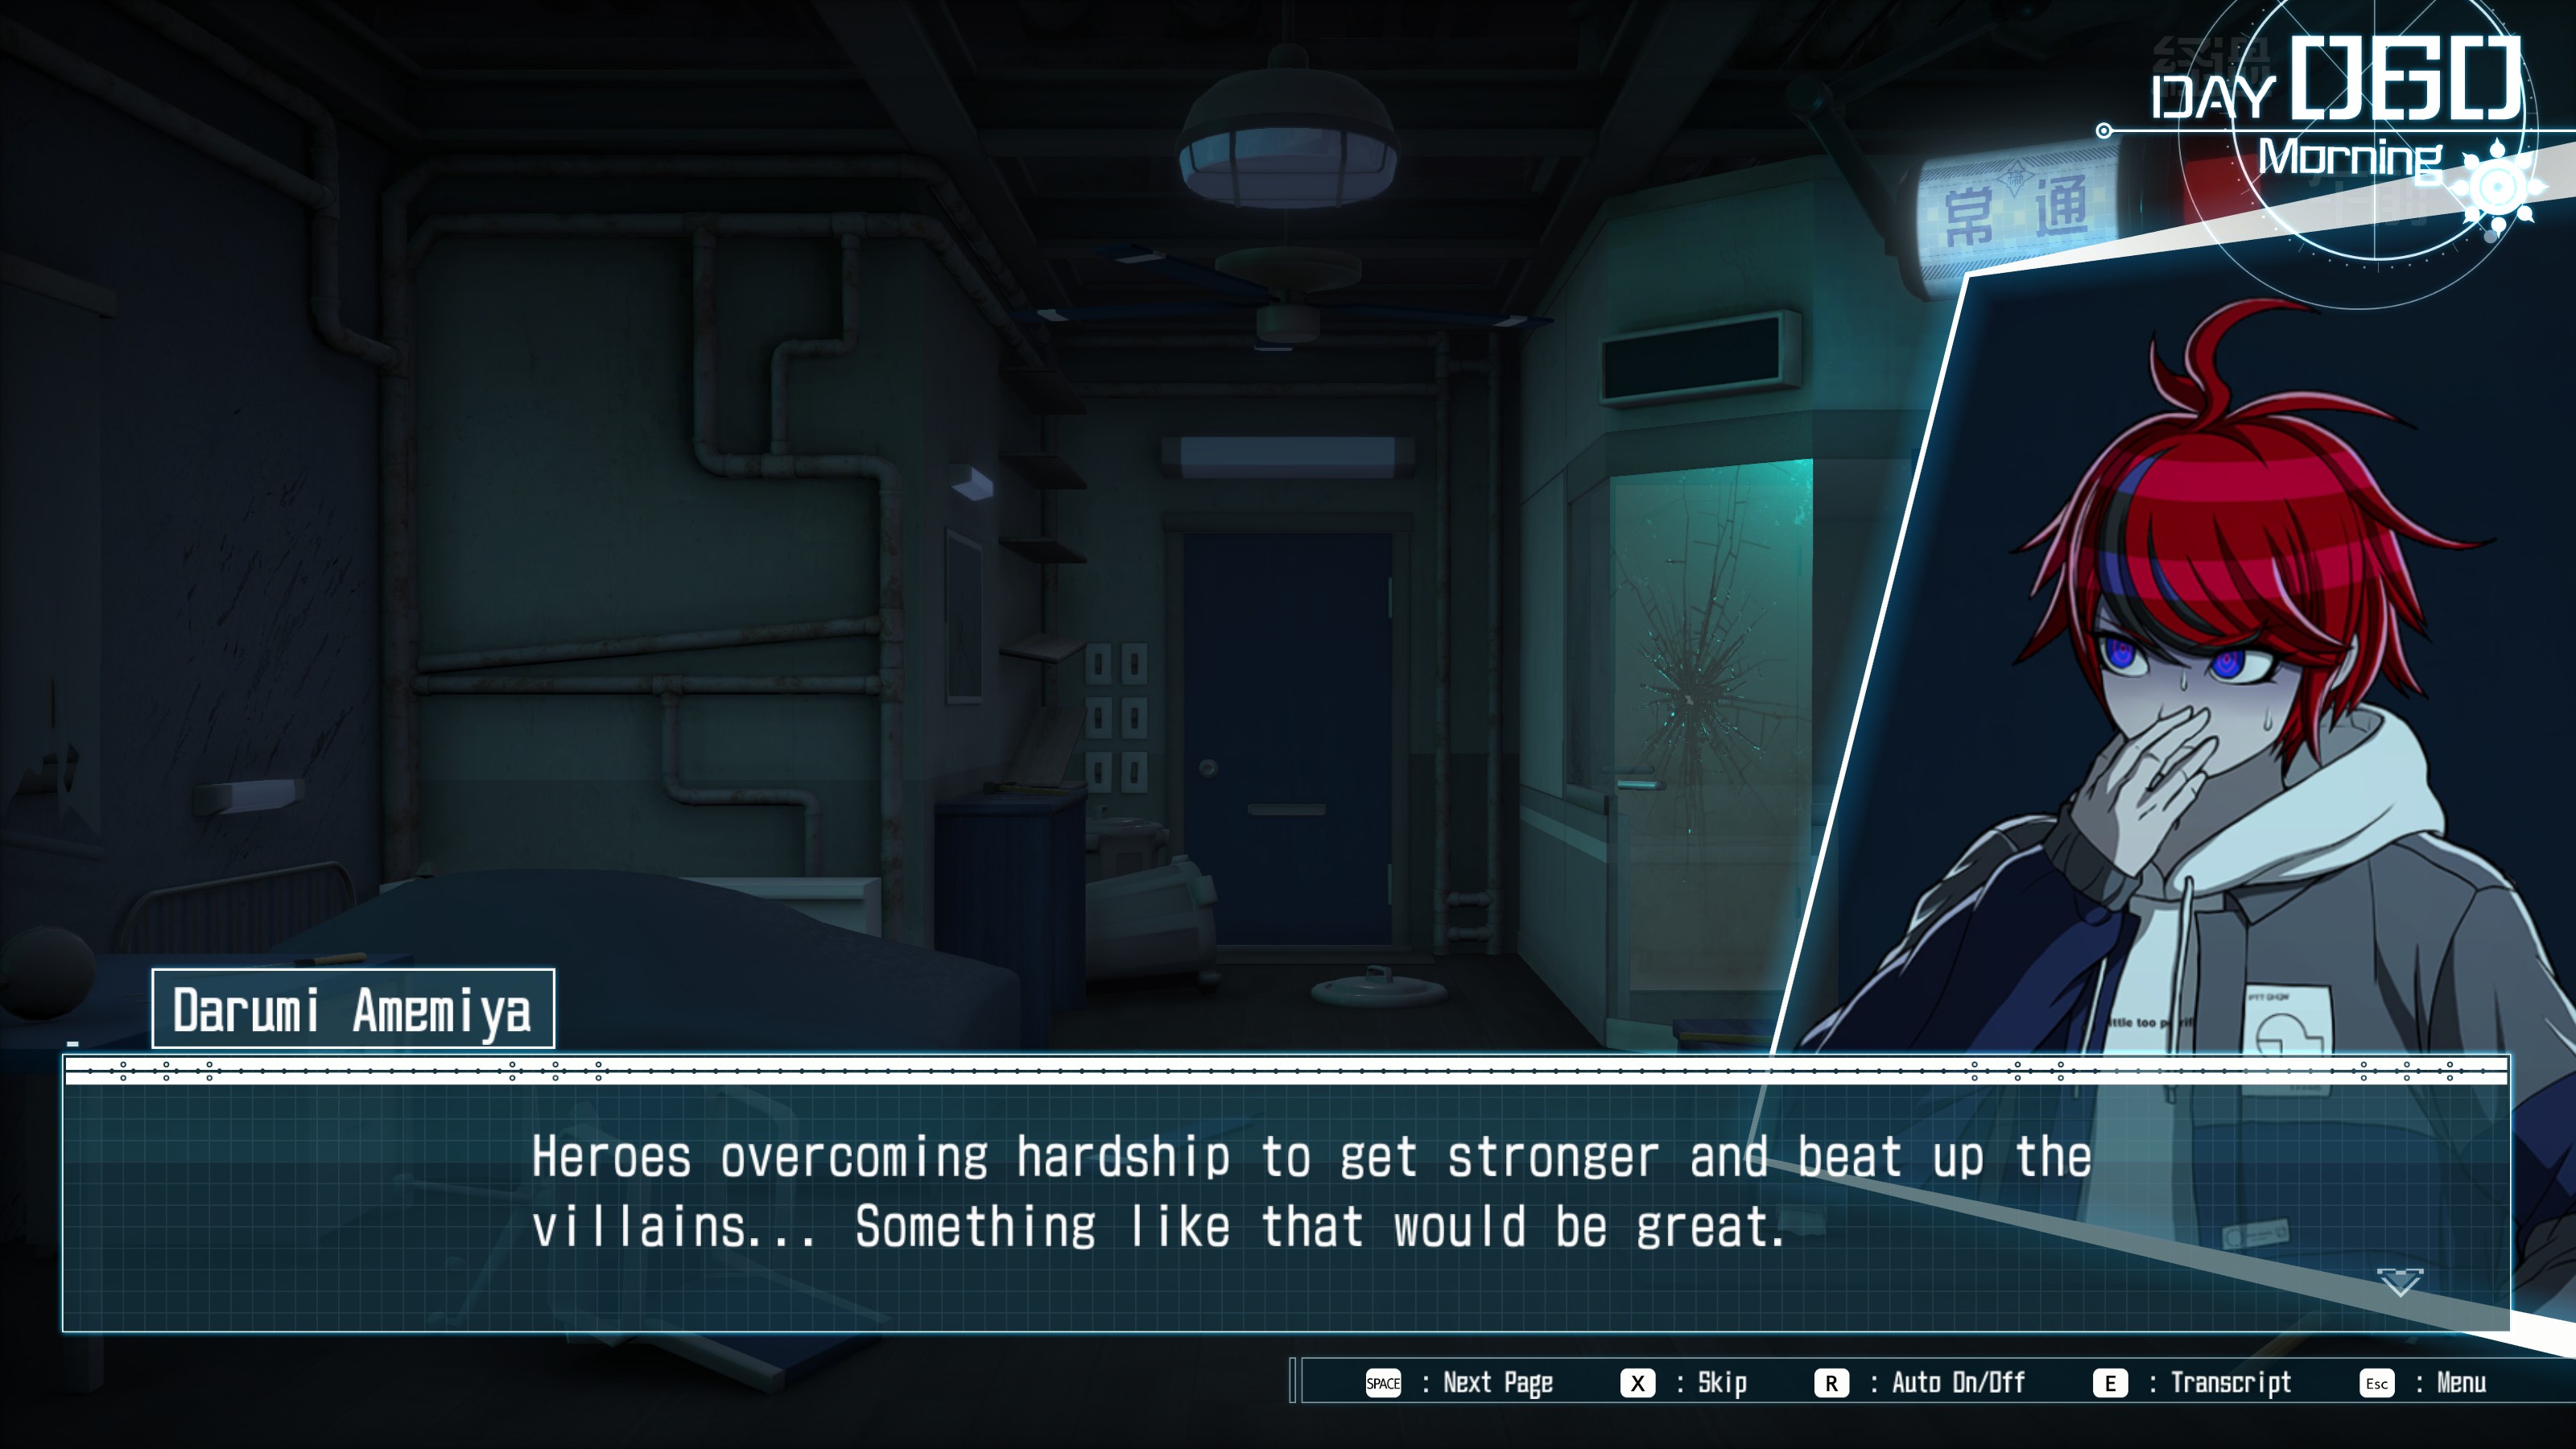 DAY 060
Morning
常 通
Darumi Amemiya
Heroes overcoming hardship to get stronger and beat up the
villains... Something like that would be great.
SPACE : Next Page X : Skip R : Auto On/Off E : Transcript Esc : Menu